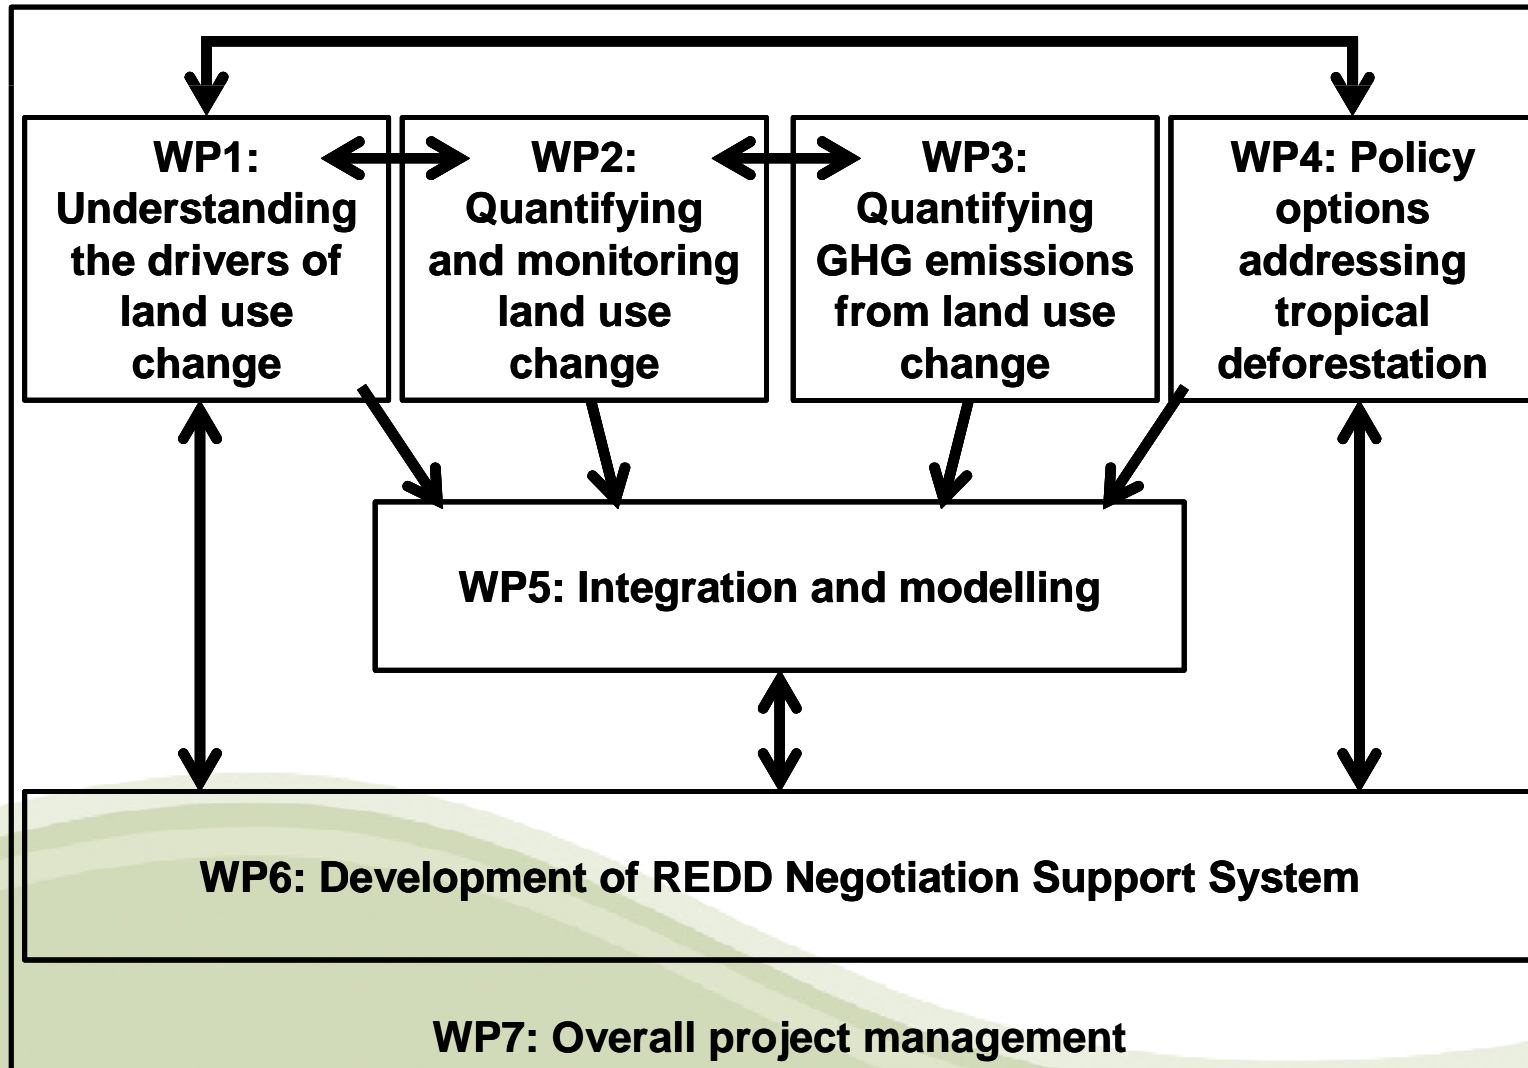 WP1:
Understanding
the drivers of
land use
change
WP2:
Quantifying
and monitoring
land use
change
WP3:
Quantifying
GHG emissions
from land use
change
WP4: Policy
options
addressing
tropical
deforestation
WP5: Integration and modelling
WP6: Development of REDD Negotiation Support System
WP7: Overall project management